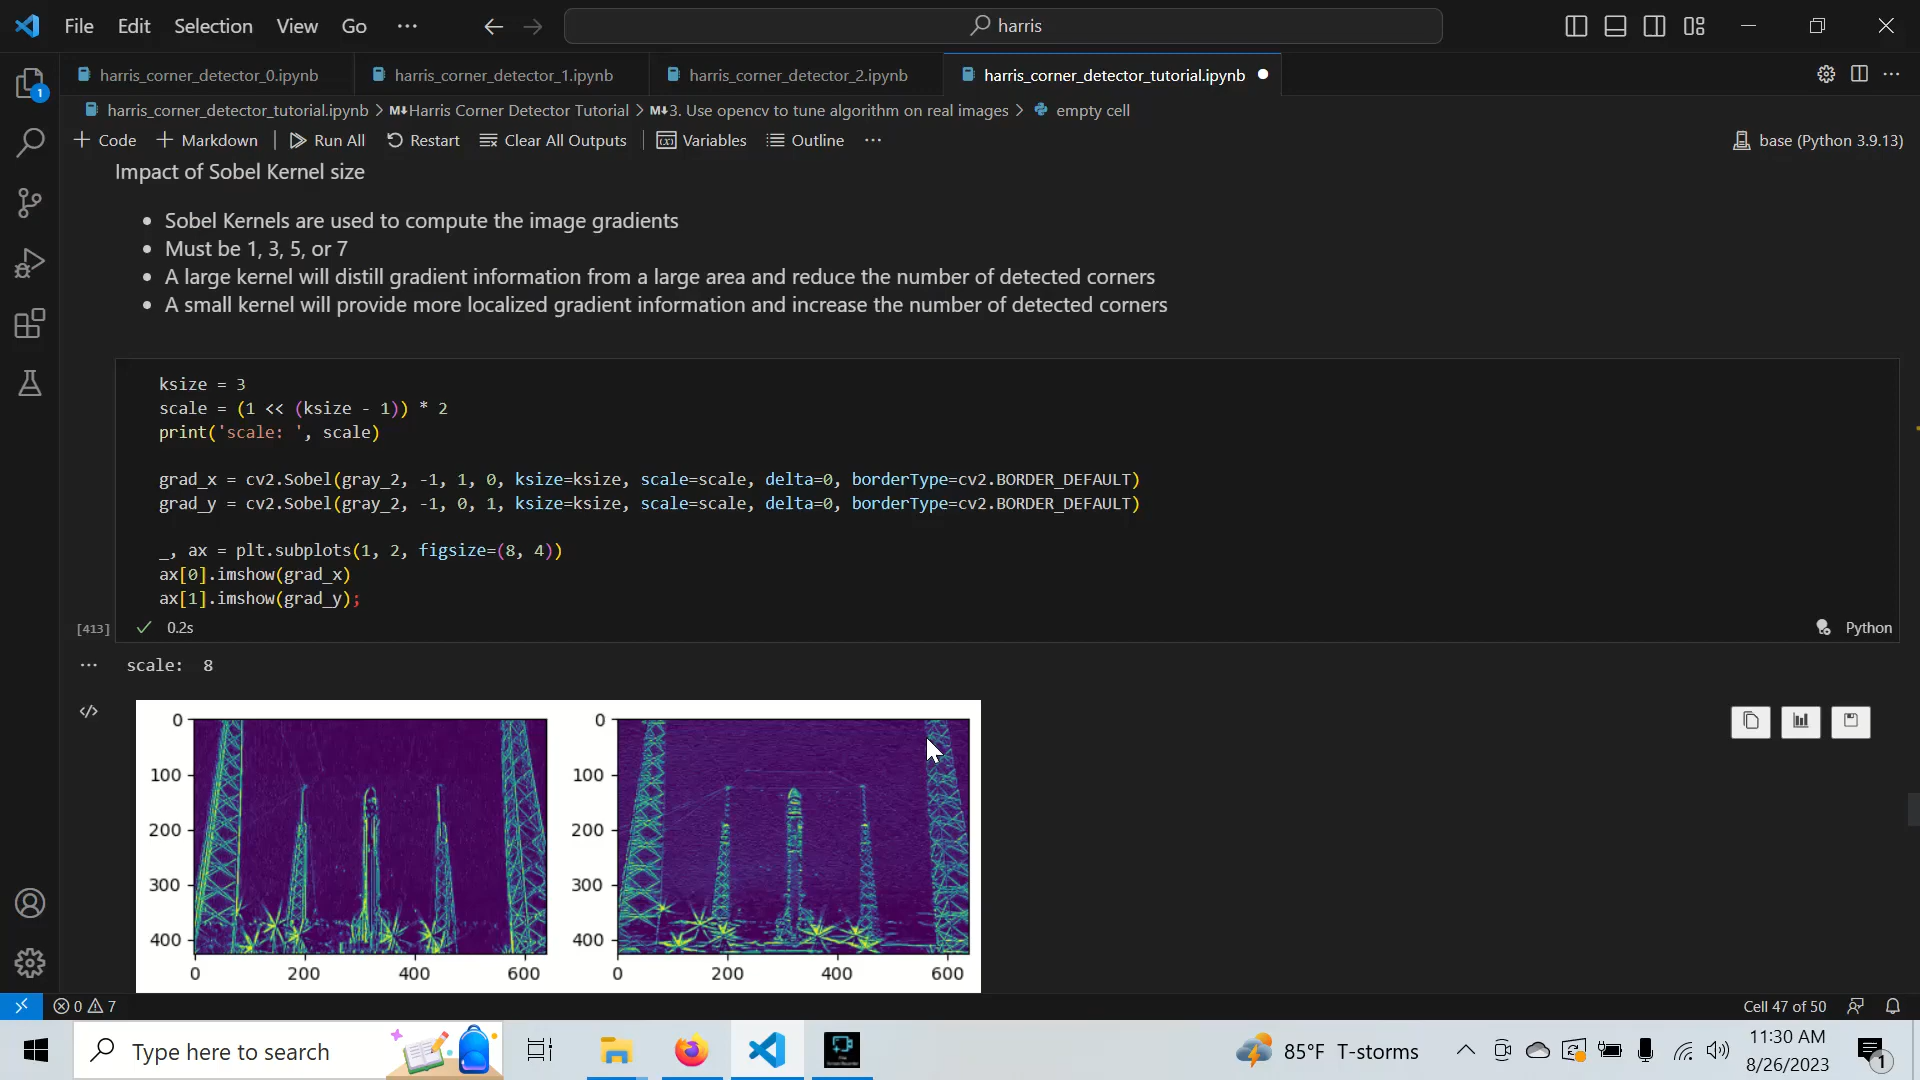 File Edit Selection View Go ··· harris
harris_corner_detector_0.ipynb harris_corner_detector_1.ipynb harris_corner_detector_2.ipynb harris_corner_detector_tutorial.ipynb
harris_corner_detector_tutorial.ipynb > M↓Harris Corner Detector Tutorial > M↓3. Use opencv to tune algorithm on real images > empty cell
+ Code + Markdown Run All Restart Clear All Outputs Variables Outline ··· base (Python 3.9.13)
Impact of Sobel Kernel size
• Sobel Kernels are used to compute the image gradients
• Must be 1, 3, 5, or 7
• A large kernel will distill gradient information from a large area and reduce the number of detected corners
• A small kernel will provide more localized gradient information and increase the number of detected corners
ksize = 3
scale = (1 << (ksize - 1)) * 2
print('scale: ', scale)
grad_x = cv2.Sobel(gray_2, -1, 1, 0, ksize=ksize, scale=scale, delta=0, borderType=cv2.BORDER_DEFAULT)
grad_y = cv2.Sobel(gray_2, -1, 0, 1, ksize=ksize, scale=scale, delta=0, borderType=cv2.BORDER_DEFAULT)
_, ax = plt.subplots(1, 2, figsize=(8, 4))
ax[0].imshow(grad_x)
ax[1].imshow(grad_y);
[413] 0.2s Python
··· scale: 8
0 0
100 100
200 200
300 300
400 400
0 200 400 600 0 200 400 600
0 7 Cell 47 of 50
Type here to search 85°F T-storms 11:30 AM
8/26/2023
1
1